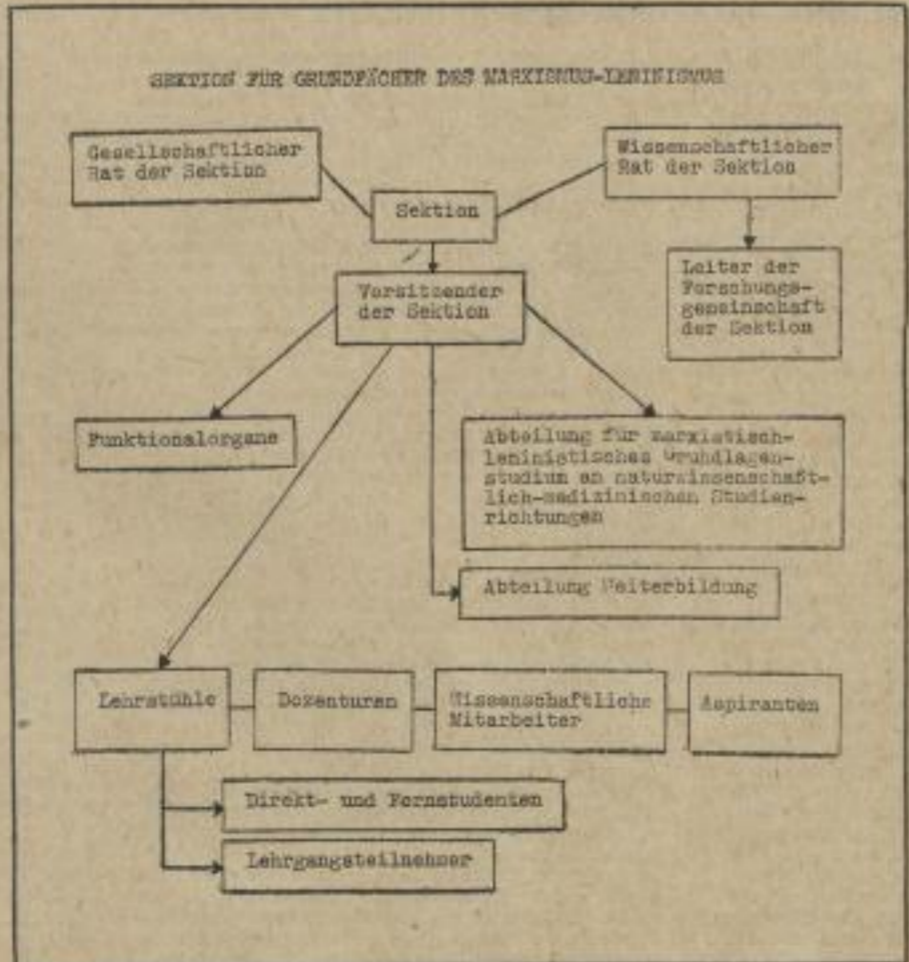 SEKTION FÜR GRUNDFÄCHER DES MARXISMUS-LENINISMUS
Gesellschaftlicher
Rat der Sektion
Wissenschaftlicher
Rat der Sektion
Sektion
Leiter der
Forschungs-
gemeinschaft
der Sektion
Vorsitzender
der Sektion
Funktionalorgane
Abteilung für marxistisch-
leninistisches Grundlagen-
studium an naturwissenschaft-
lich-medizinischen Studien-
richtungen
Abteilung Weiterbildung
Lehrstühle
Dozenturen
Wissenschaftliche
Mitarbeiter
Aspiranten
Direkt- und Fernstudenten
Lehrgangsteilnehmer